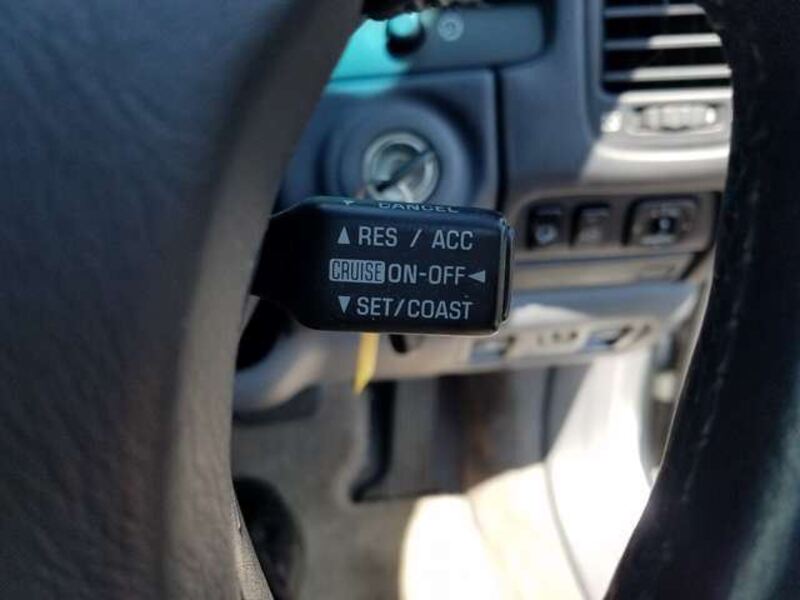 ▼ CANCEL
▲ RES / ACC
CRUISE ON-OFF ◄
▼ SET/COAST